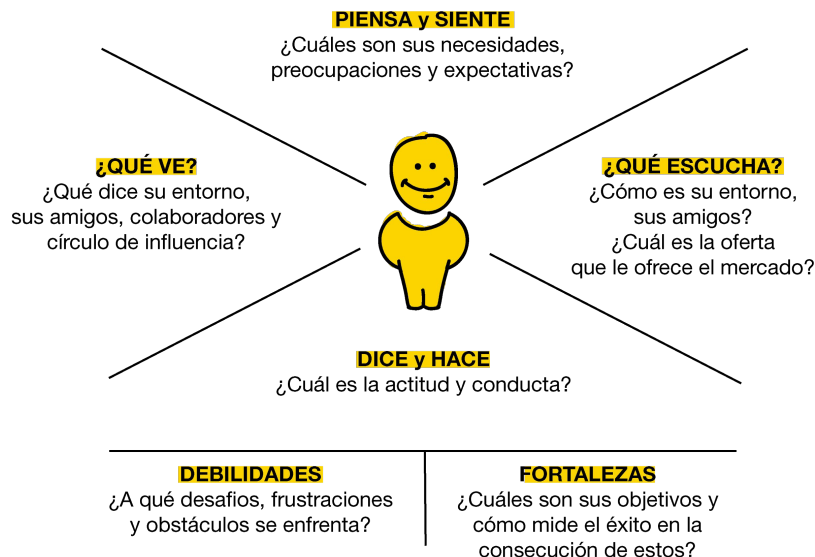 PIENSA y SIENTE
¿Cuáles son sus necesidades,
preocupaciones y expectativas?
¿QUÉ VE?
¿Qué dice su entorno,
sus amigos, colaboradores y
círculo de influencia?
¿QUÉ ESCUCHA?
¿Cómo es su entorno,
sus amigos?
¿Cuál es la oferta
que le ofrece el mercado?
DICE y HACE
¿Cuál es la actitud y conducta?
DEBILIDADES
¿A qué desafios, frustraciones
y obstáculos se enfrenta?
FORTALEZAS
¿Cuáles son sus objetivos y
cómo mide el éxito en la
consecución de estos?